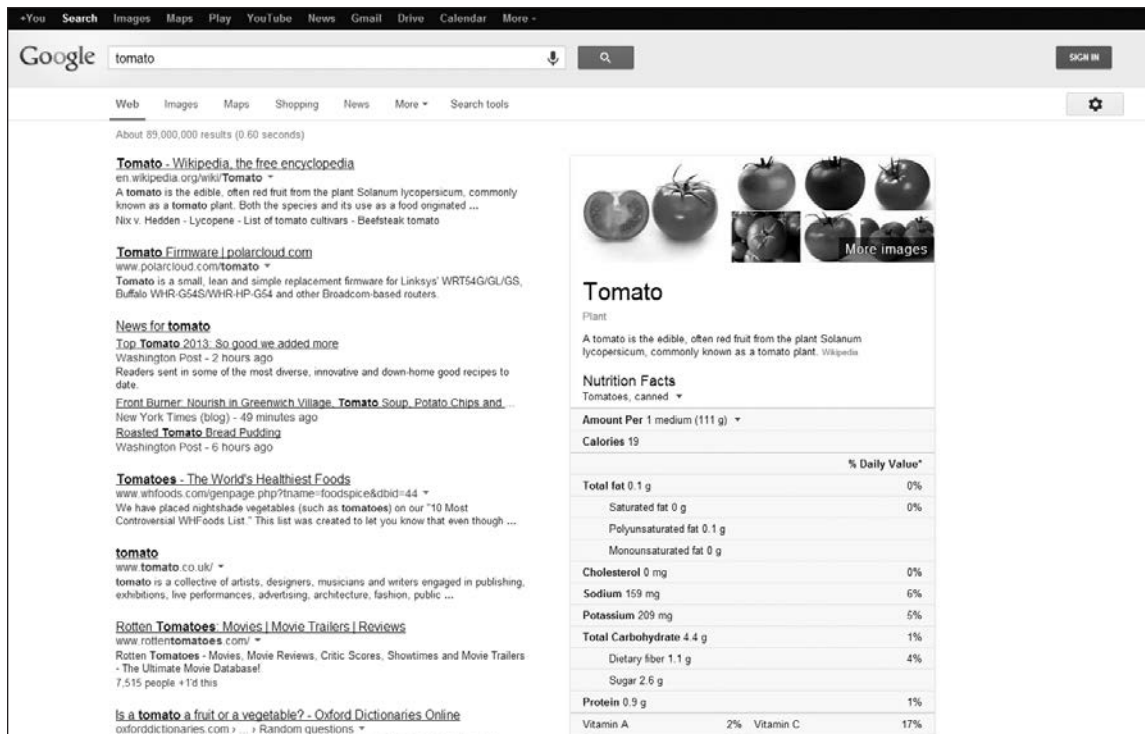 +You Search Images Maps Play YouTube News Gmail Drive Calendar More
Google tomato SIGN IN
Web Images Maps Shopping News More Search tools
About 89,000,000 results (0.60 seconds)
Tomato - Wikipedia, the free encyclopedia
en.wikipedia.org/wiki/Tomato
A tomato is the edible, often red fruit from the plant Solanum lycopersicum, commonly
known as a tomato plant. Both the species and its use as a food originated ...
Nix v. Hedden - Lycopene - List of tomato cultivars - Beefsteak tomato
Tomato Firmware | polarcloud.com
www.polarcloud.com/tomato
Tomato is a small, lean and simple replacement firmware for Linksys' WRT54G/GL/GS,
Buffalo WHR-G54S/WHR-HP-G54 and other Broadcom-based routers.
News for tomato
Top Tomato 2013: So good we added more
Washington Post - 2 hours ago
Readers sent in some of the most diverse, innovative and down-home good recipes to
date.
Front Burner: Nourish in Greenwich Village, Tomato Soup, Potato Chips and ...
New York Times (blog) - 49 minutes ago
Roasted Tomato Bread Pudding
Washington Post - 6 hours ago
Tomatoes - The World's Healthiest Foods
www.whfoods.com/genpage.php?tname=foodspice&dbid=44
We have placed nightshade vegetables (such as tomatoes) on our "10 Most
Controversial WHFoods List." This list was created to let you know that even though ...
tomato
www.tomato.co.uk/
tomato is a collective of artists, designers, musicians and writers engaged in publishing,
exhibitions, live performances, advertising, architecture, fashion, public ...
Rotten Tomatoes: Movies | Movie Trailers | Reviews
www.rottentomatoes.com/
Rotten Tomatoes - Movies, Movie Reviews, Critic Scores, Showtimes and Movie Trailers
- The Ultimate Movie Database!
7,515 people +1'd this
Is a tomato a fruit or a vegetable? - Oxford Dictionaries Online
oxforddictionaries.com › ... › Random questions
More images
Tomato
Plant
A tomato is the edible, often red fruit from the plant Solanum
lycopersicum, commonly known as a tomato plant. Wikipedia
Nutrition Facts
Tomatoes, canned
Amount Per 1 medium (111 g)
Calories 19
% Daily Value*
Total fat 0.1 g 0%
Saturated fat 0 g 0%
Polyunsaturated fat 0.1 g
Monounsaturated fat 0 g
Cholesterol 0 mg 0%
Sodium 159 mg 6%
Potassium 209 mg 5%
Total Carbohydrate 4.4 g 1%
Dietary fiber 1.1 g 4%
Sugar 2.6 g
Protein 0.9 g 1%
Vitamin A 2% Vitamin C 17%